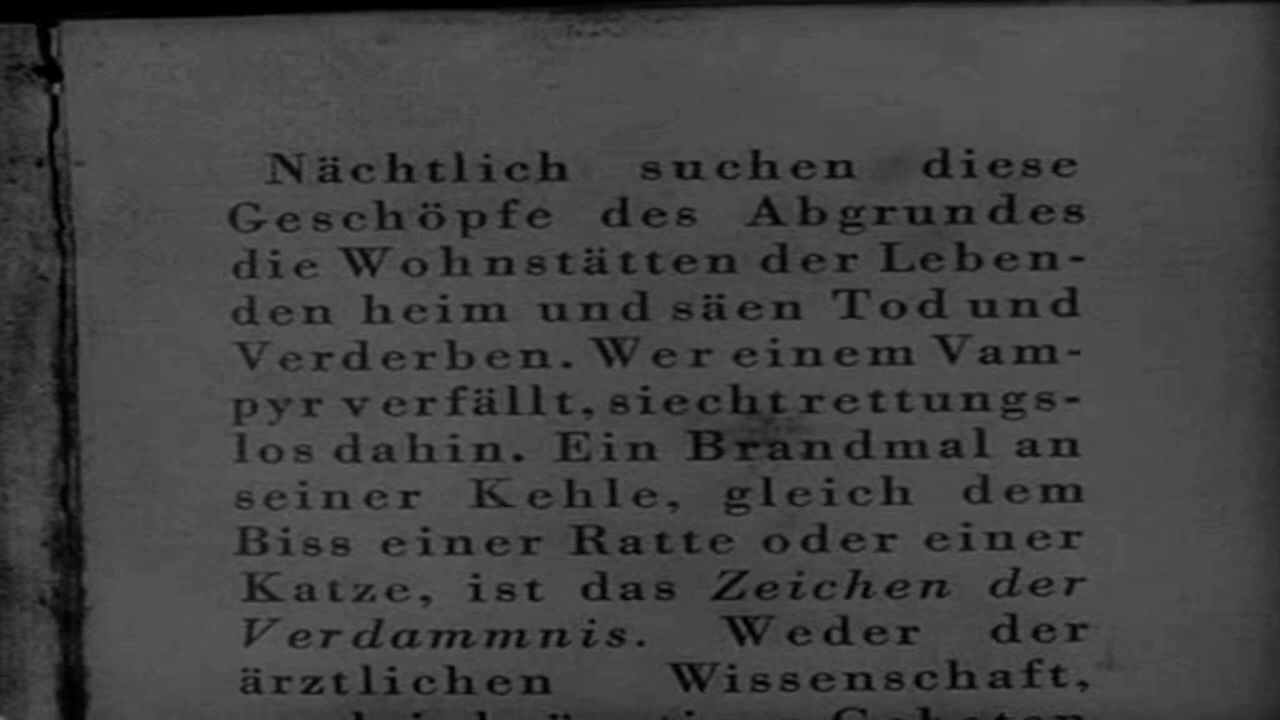 Nächtlich suchen diese
Geschöpfe des Abgrundes
die Wohnstätten der Leben-
den heim und säen Tod und
Verderben. Wer einem Vam-
pyr verfällt, siecht rettungs-
los dahin. Ein Brandmal an
seiner Kehle, gleich dem
Biss einer Ratte oder einer
Katze, ist das Zeichen der
Verdammnis. Weder der
ärztlichen Wissenschaft,